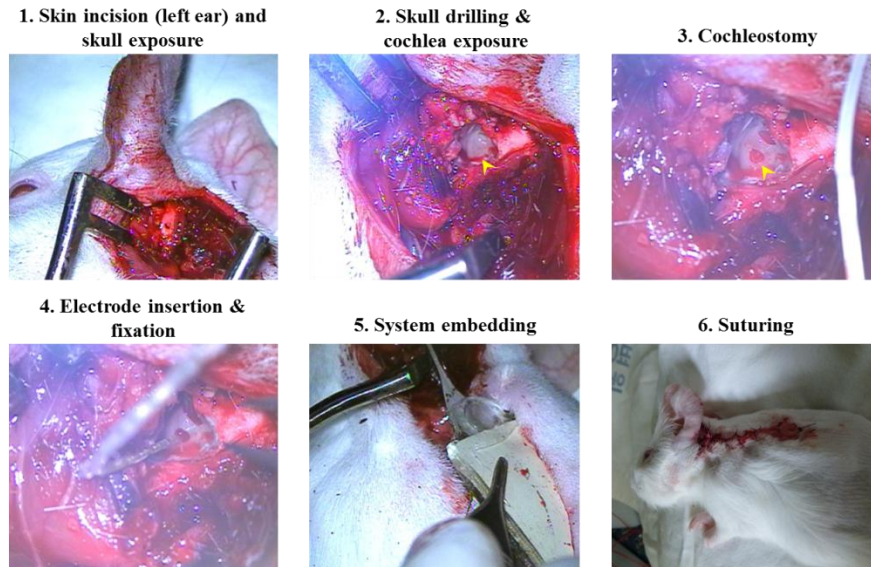 1. Skin incision (left ear) and
skull exposure
2. Skull drilling &
cochlea exposure
3. Cochleostomy
4. Electrode insertion &
fixation
5. System embedding
6. Suturing